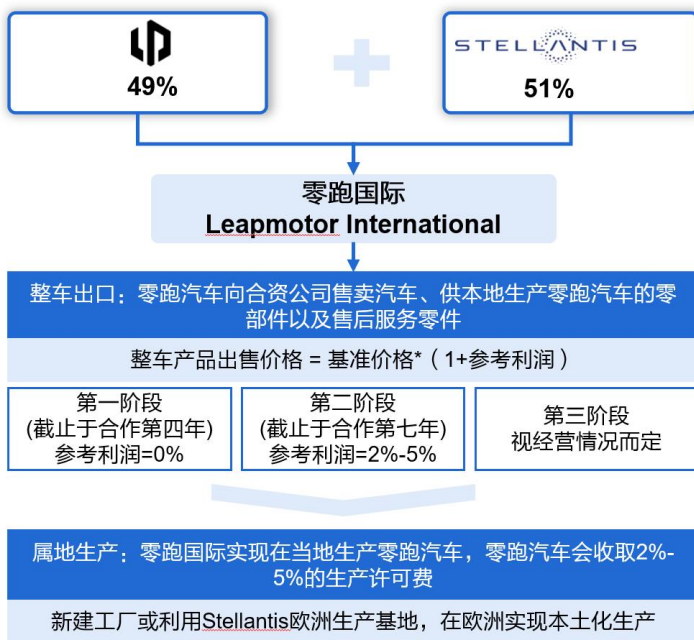 49%
STELLANTIS
51%
零跑国际
Leapmotor International
整车出口：零跑汽车向合资公司售卖汽车、供本地生产零跑汽车的零
部件以及售后服务零件
整车产品出售价格 = 基准价格*（1+参考利润）
第一阶段
(截止于合作第四年)
参考利润=0%
第二阶段
(截止于合作第七年)
参考利润=2%-5%
第三阶段
视经营情况而定
属地生产：零跑国际实现在当地生产零跑汽车，零跑汽车会收取2%-
5%的生产许可费
新建工厂或利用Stellantis欧洲生产基地，在欧洲实现本土化生产